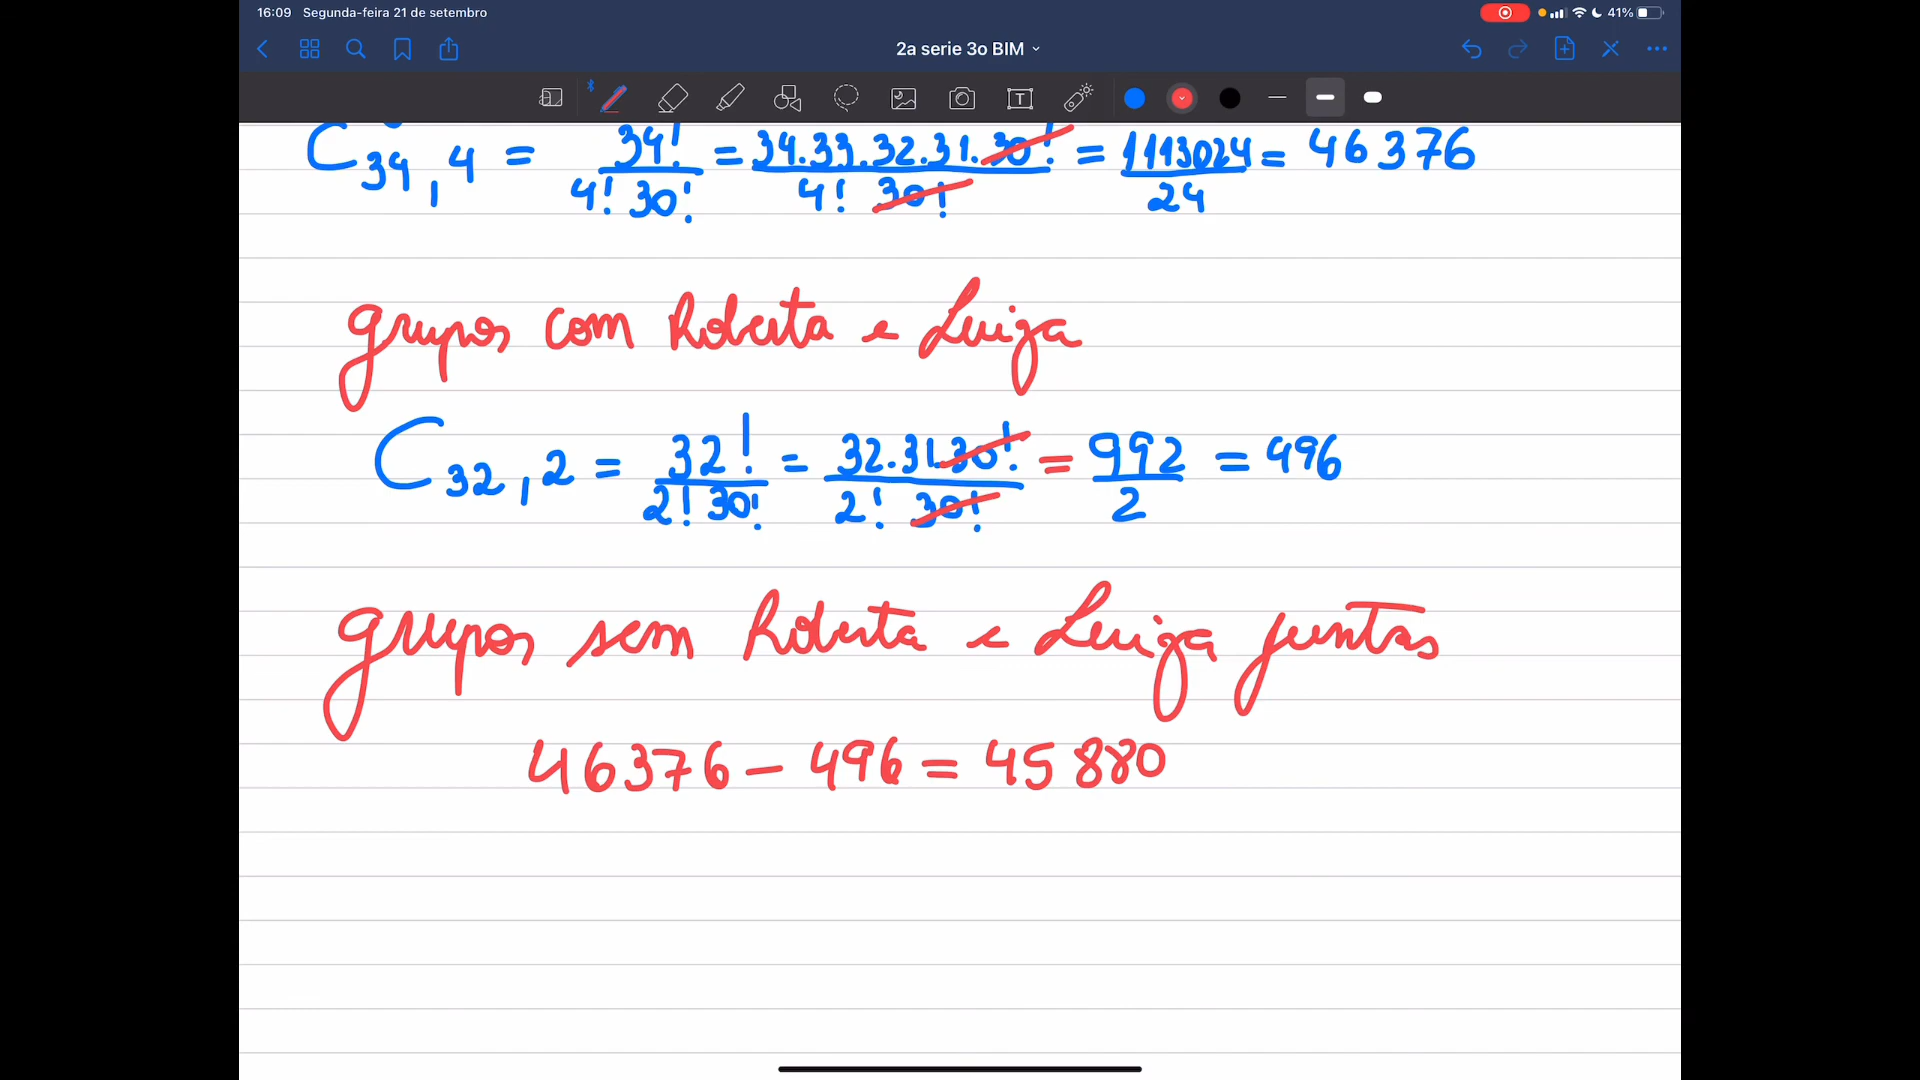 16:09 Segunda-feira 21 de setembro 41%
2a serie 3o BIM
C34,4 = 34!/4! 30! = 34.33.32.31.30!/4! 30! = 1113024/24 = 46376
grupos com Roberta e Luiza
C32,2 = 32!/2! 30! = 32.31.30!/2! 30! = 992/2 = 496
grupos sem Roberta e Luiza juntas
46376 - 496 = 45880